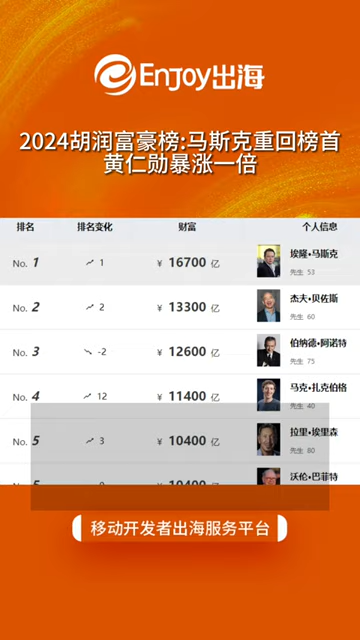 Enjoy出海
2024胡润富豪榜:马斯克重回榜首
黄仁勋暴涨一倍
排名 排名变化 财富 个人信息
No. 1 1 ¥ 16700 亿 埃隆•马斯克
先生 53
No. 2 2 ¥ 13300 亿 杰夫•贝佐斯
先生 60
No. 3 -2 ¥ 12600 亿 伯纳德•阿诺特
先生 75
No. 4 12 ¥ 11400 亿 马克•扎克伯格
先生 40
No. 5 3 ¥ 10400 亿 拉里•埃里森
先生 80
沃伦•巴菲特
移动开发者出海服务平台